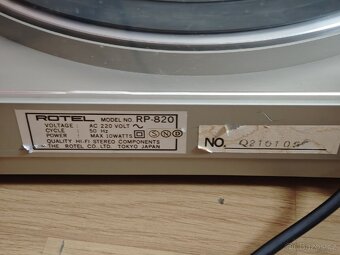 ROTEL MODEL NO. RP-820
VOLTAGE : AC 220 VOLT ~
CYCLE : 50 Hz
POWER : MAX 10WATTS
S N D
QUALITY HI-FI STEREO COMPONENTS
THE ROTEL CO., LTD. TOKYO JAPAN
NO.